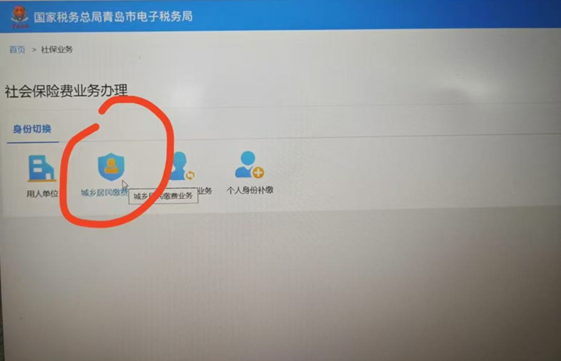 国家税务总局青岛市电子税务局
首页 > 社保业务
社会保险费业务办理
身份切换
用人单位
城乡居民缴费
业务
个人身份补缴
城乡居民缴费业务